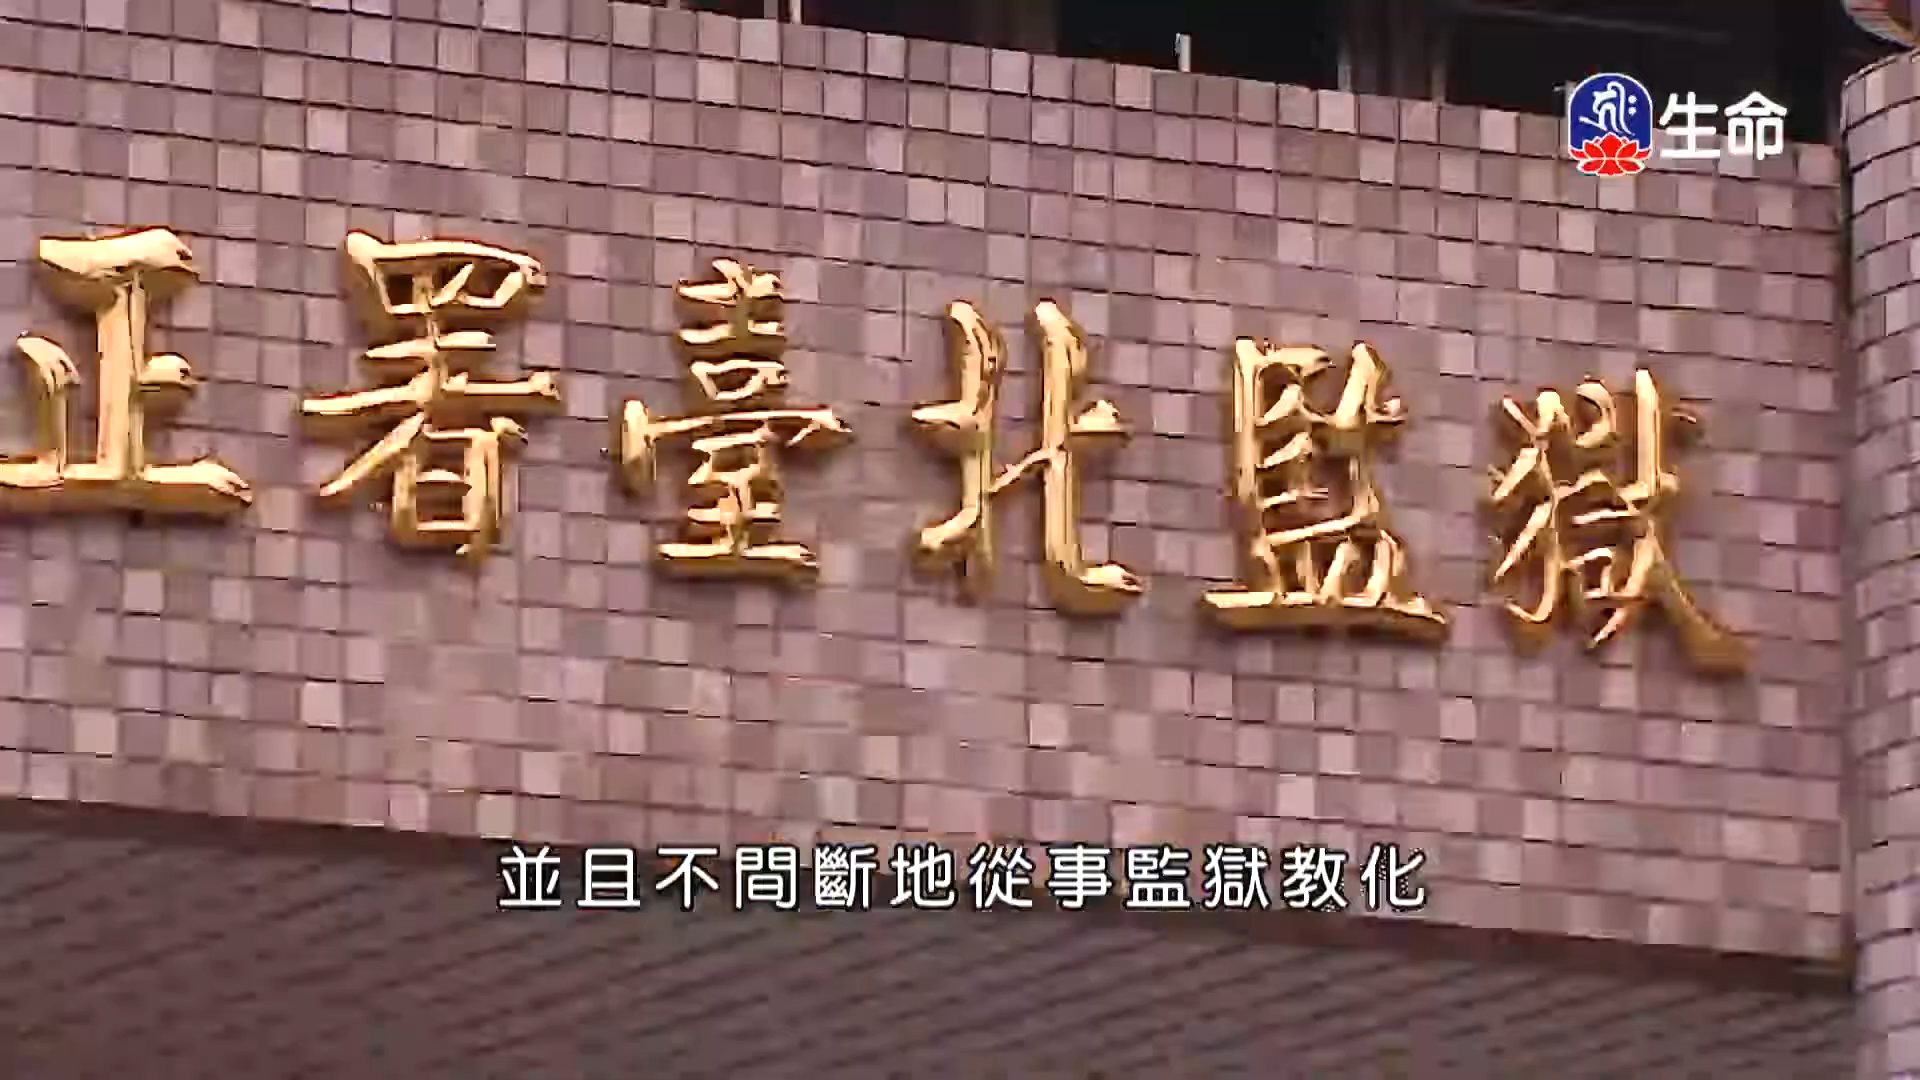 生命
正署臺北監獄
並且不間斷地從事監獄教化